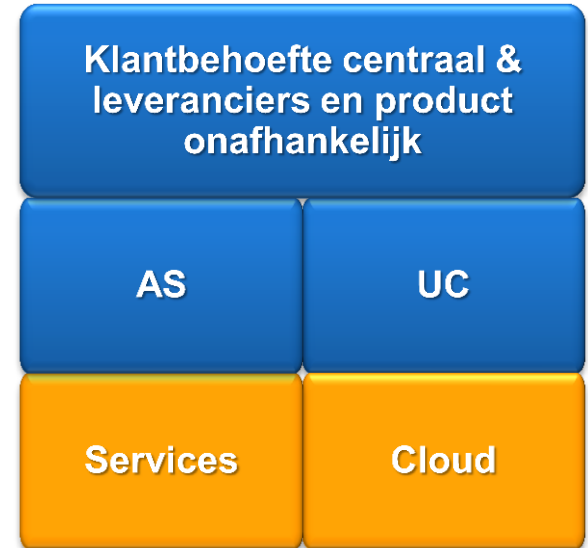 Klantbehoefte centraal &
leveranciers en product
onafhankelijk
AS
UC
Services
Cloud